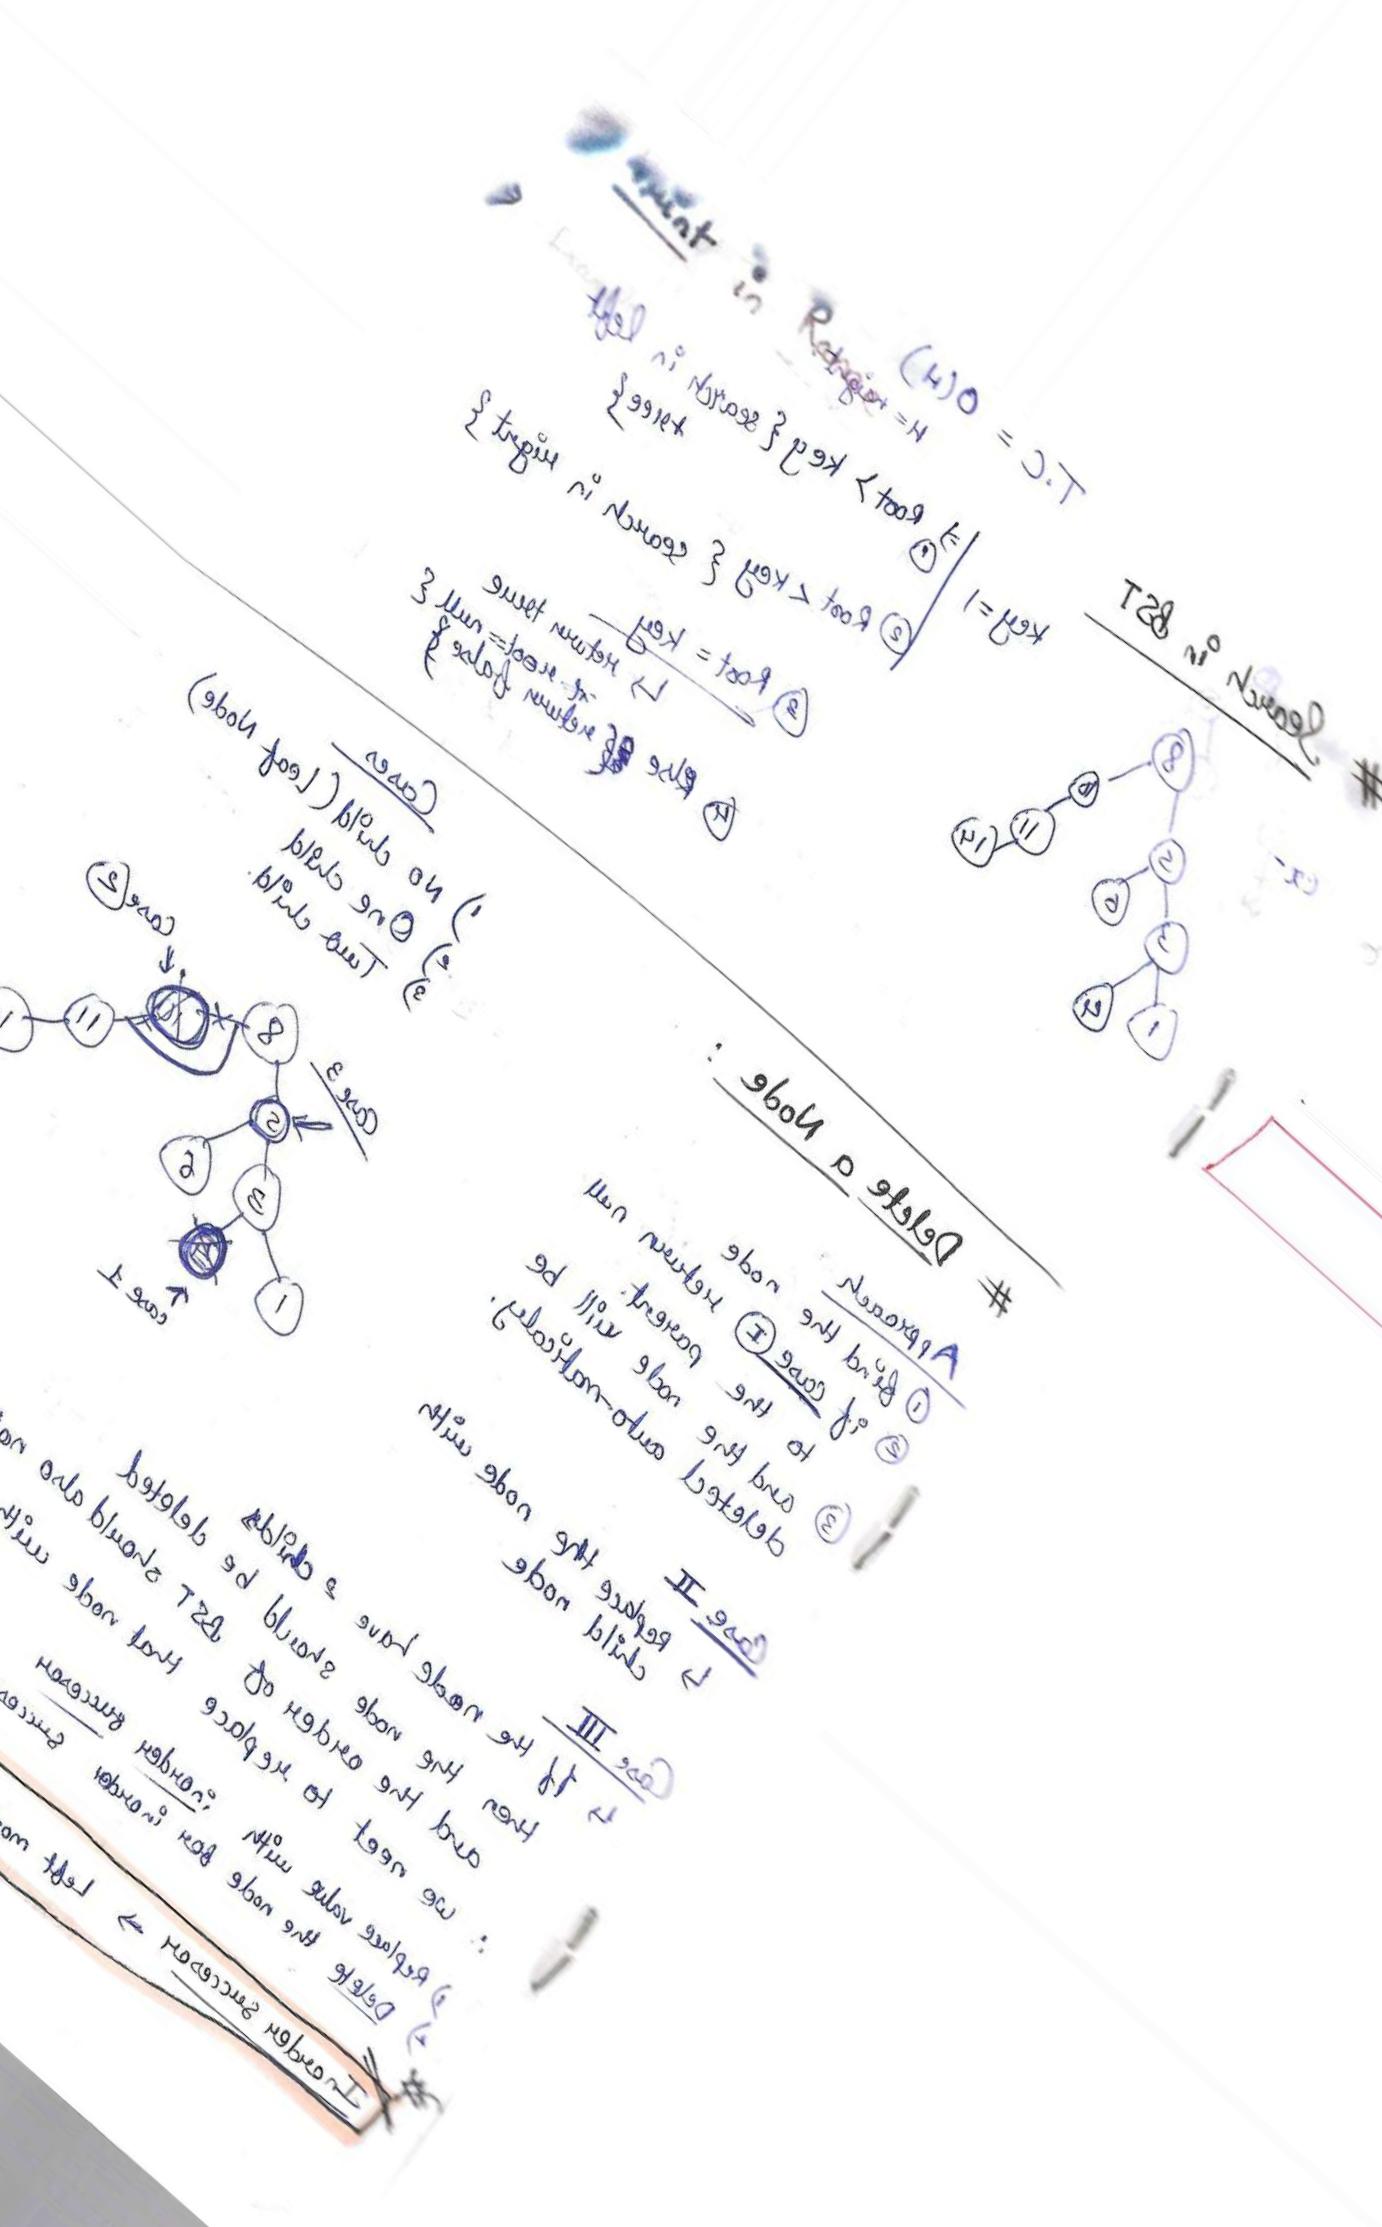 # Search in BST
T.C = O(H)
H = height
key = 1
8
5
3
1
4
6
10
11
14
=> ① Root > key { search in left
tree }
② Root < key { search in right }
③ Root = key
↳ return true
④ else { if root == null {
return false }
Print in Range
# Delete a Node :
Cases
1) No child (Leaf Node)
2) One child
3) Two child.
Case 2
Case 3
case 1
8
5
3
1
6
10
11
Approach :
① find the node
② if case Ⓘ return null
to the parent.
③ and the node will be
deleted auto-matically.
Case II
↳ Replace the node with
child node
Case III
↳ If the node have 2 childs
then the node should be deleted
and the order of BST should also
∴ we need to replace that node with
1) Replace value with inorder successor
2) Delete the node for inorder
# Inorder successor → Left